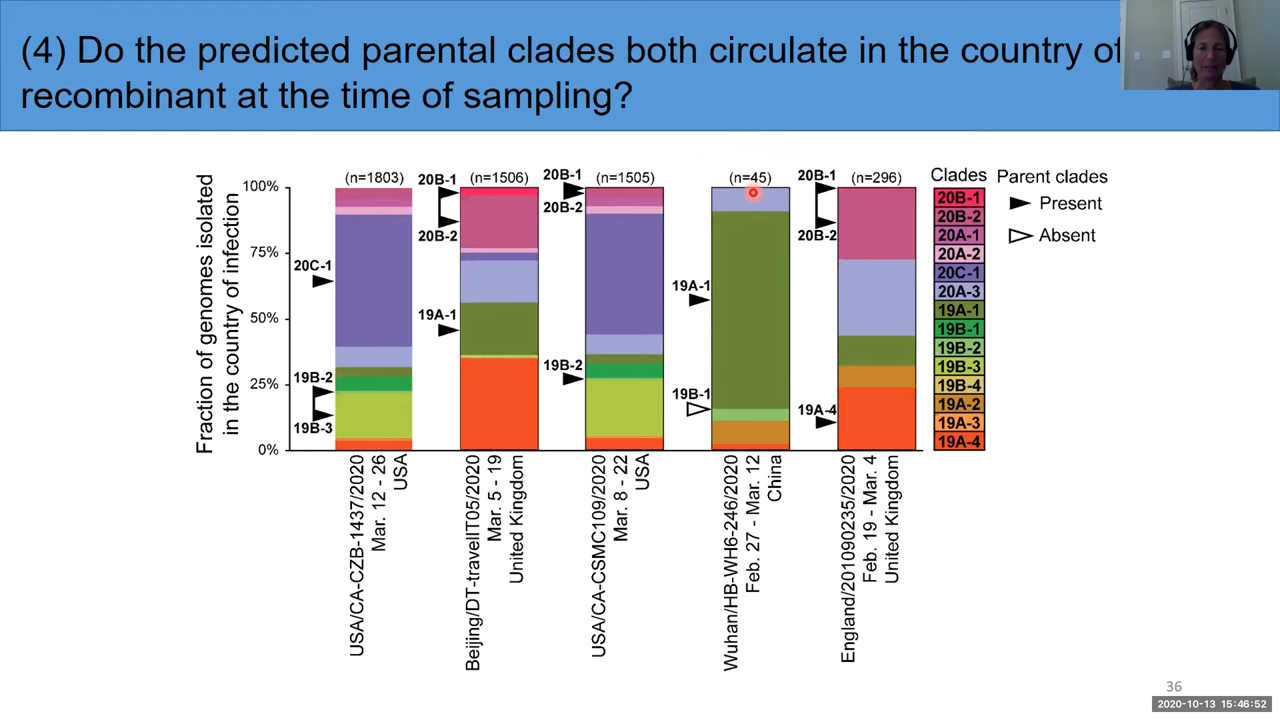 (4) Do the predicted parental clades both circulate in the country of
recombinant at the time of sampling?
Fraction of genomes isolated
in the country of infection
100%
75%
50%
25%
0%
(n=1803)
20C-1
19B-2
19B-3
(n=1506)
20B-1
20B-2
19A-1
(n=1505)
20B-1
20B-2
19B-2
(n=45)
19A-1
19B-1
(n=296)
20B-1
20B-2
19A-4
USA/CA-CZB-1437/2020
Mar. 12 - 26
USA
Beijing/DT-travelIT05/2020
Mar. 5 - 19
United Kingdom
USA/CA-CSMC109/2020
Mar. 8 - 22
USA
Wuhan/HB-WH6-246/2020
Feb. 27 - Mar. 12
China
England/201090235/2020
Feb. 19 - Mar. 4
United Kingdom
Clades
20B-1
20B-2
20A-1
20A-2
20C-1
20A-3
19A-1
19B-1
19B-2
19B-3
19B-4
19A-2
19A-3
19A-4
Parent clades
Present
Absent
36
2020-10-13 15:46:52